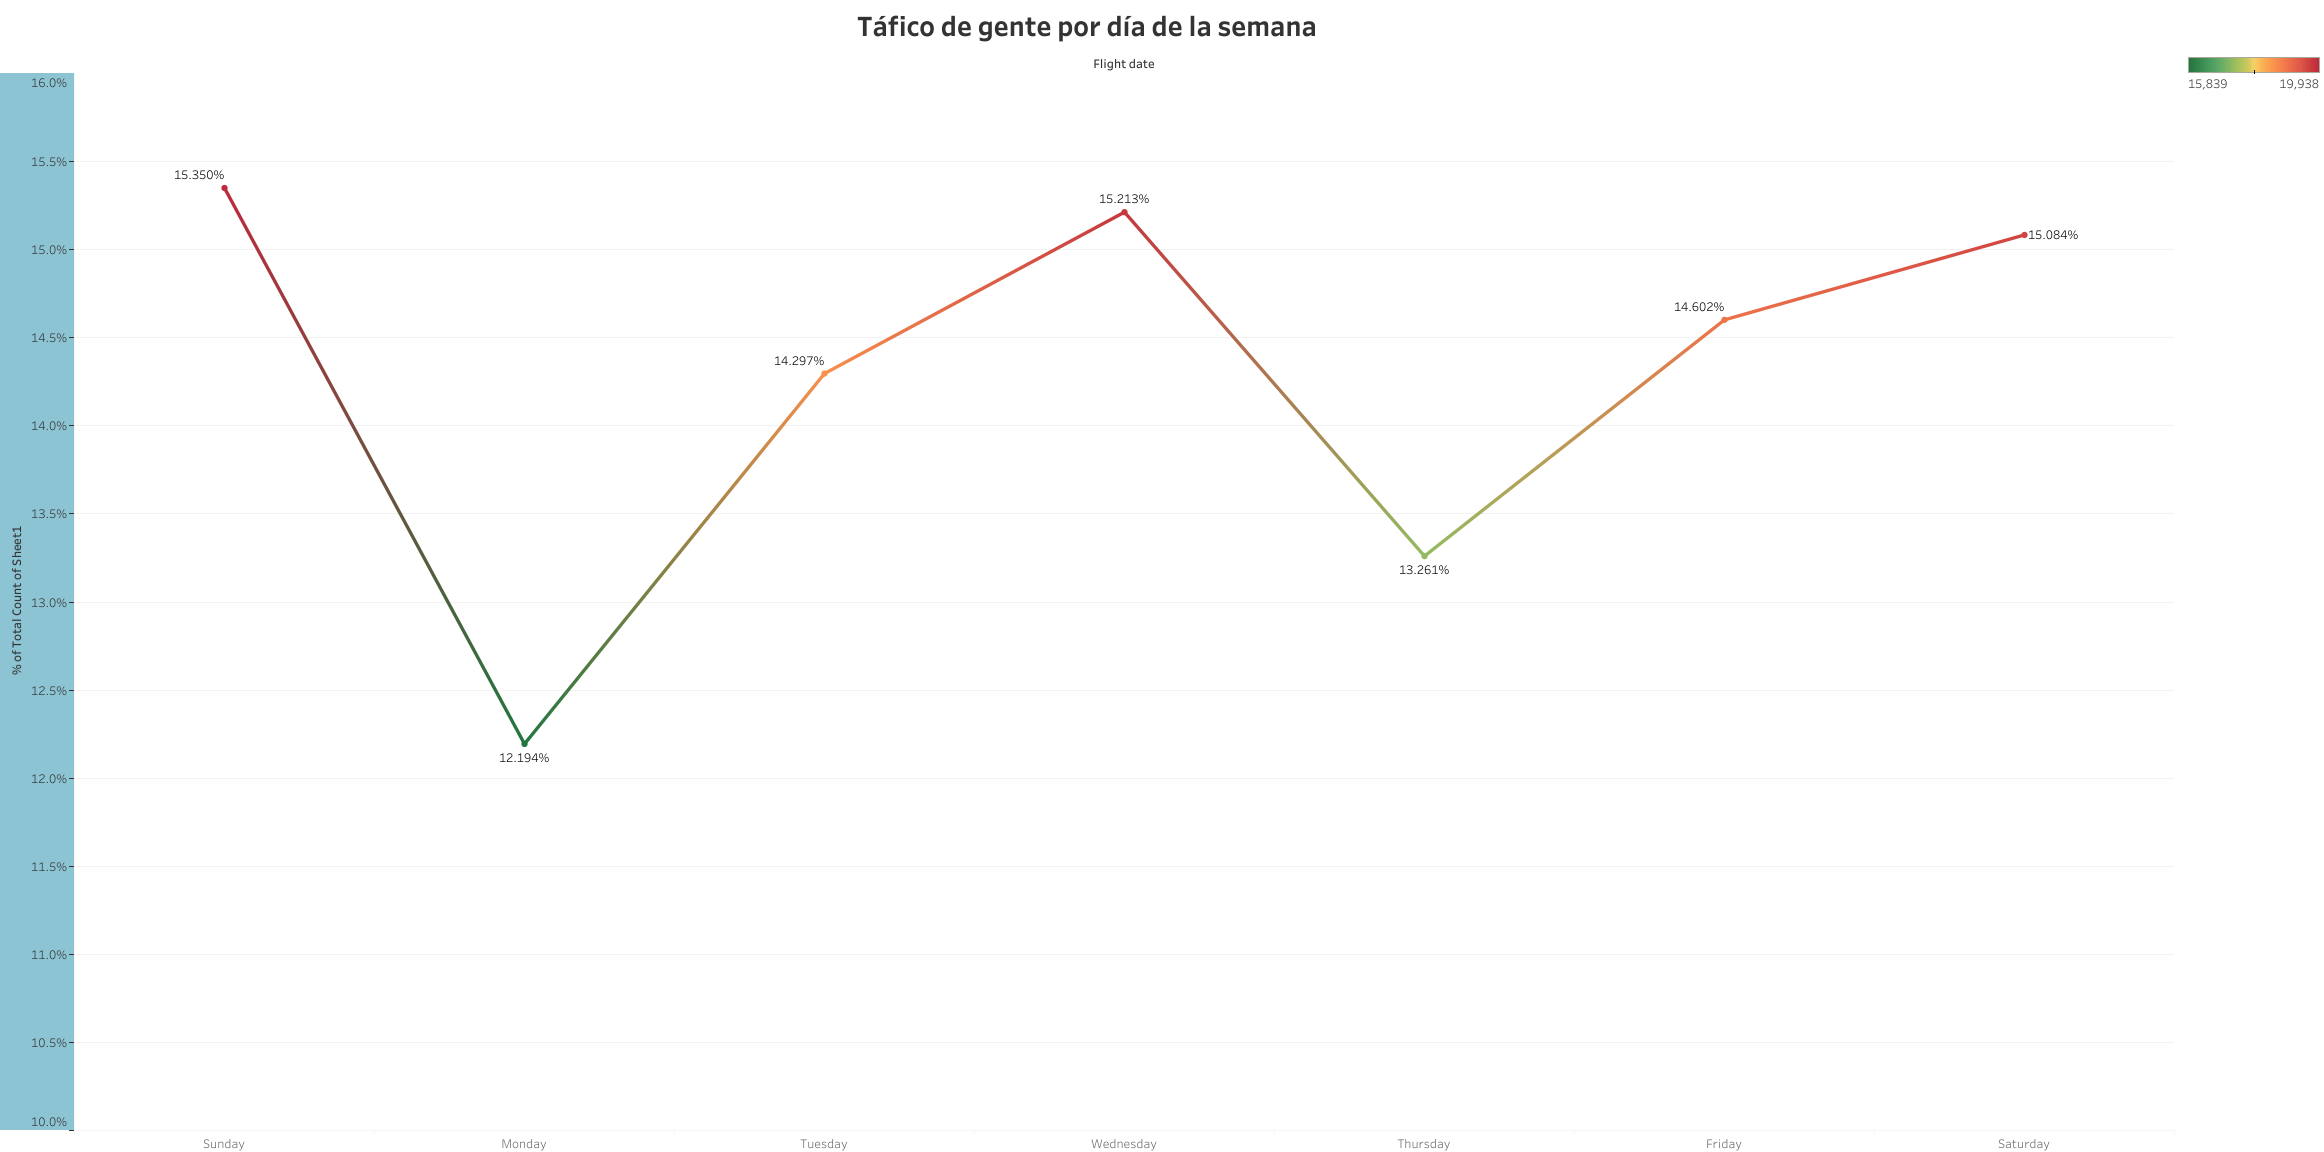 Táfico de gente por día de la semana
Flight date
15,839
19,938
% of Total Count of Sheet1
16.0%
15.5%
15.0%
14.5%
14.0%
13.5%
13.0%
12.5%
12.0%
11.5%
11.0%
10.5%
10.0%
15.350%
12.194%
14.297%
15.213%
13.261%
14.602%
15.084%
Sunday
Monday
Tuesday
Wednesday
Thursday
Friday
Saturday